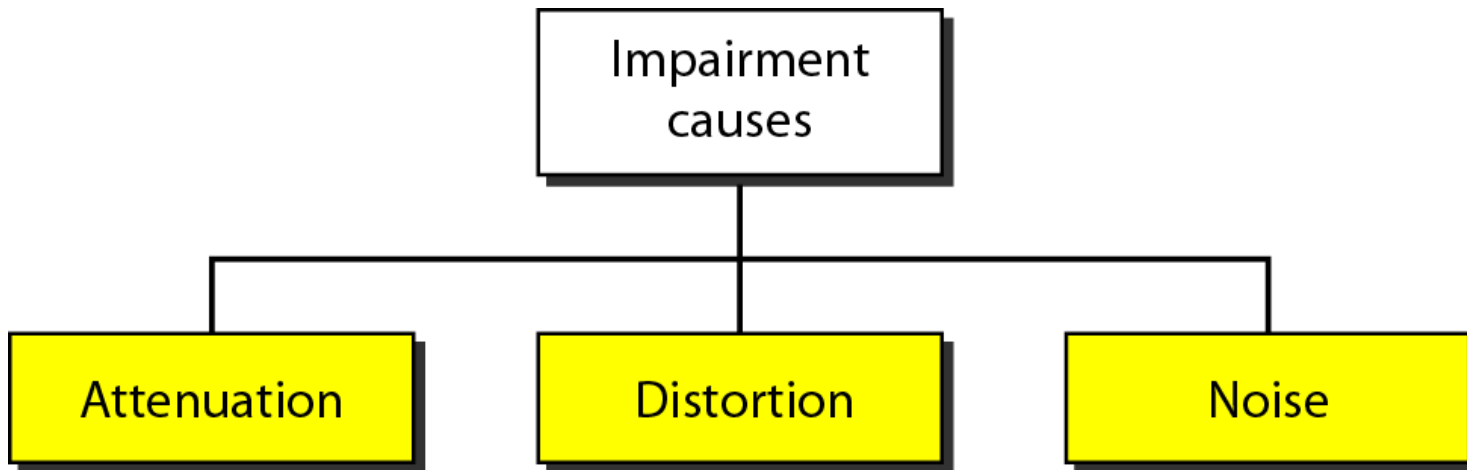 Impairment
causes
Attenuation
Distortion
Noise